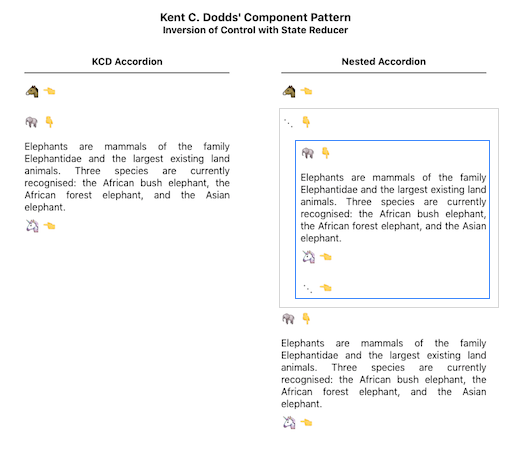 Kent C. Dodds' Component Pattern
Inversion of Control with State Reducer
KCD Accordion
Elephants are mammals of the family
Elephantidae and the largest existing land
animals. Three species are currently
recognised: the African bush elephant, the
African forest elephant, and the Asian
elephant.
Nested Accordion
Elephants are mammals of the family
Elephantidae and the largest existing land
animals. Three species are currently
recognised: the African bush elephant,
the African forest elephant, and the Asian
elephant.
Elephants are mammals of the family
Elephantidae and the largest existing land
animals. Three species are currently
recognised: the African bush elephant, the
African forest elephant, and the Asian
elephant.